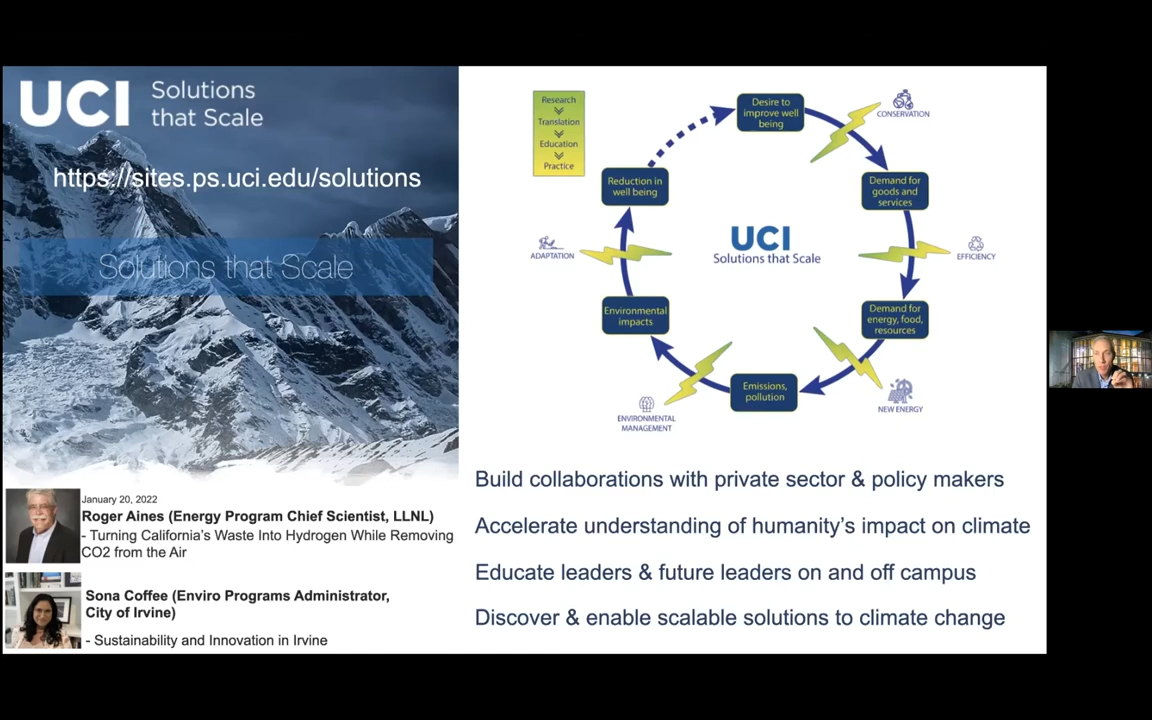 UCI
Solutions
that Scale
https://sites.ps.uci.edu/solutions
Solutions that Scale
January 20, 2022
Roger Aines (Energy Program Chief Scientist, LLNL)
- Turning California's Waste Into Hydrogen While Removing
CO2 from the Air
Sona Coffee (Enviro Programs Administrator,
City of Irvine)
- Sustainability and Innovation in Irvine
Research
Translation
Education
Practice
Desire to
improve well
being
CONSERVATION
Demand for
goods and
services
EFFICIENCY
Demand for
energy, food,
resources
NEW ENERGY
Emissions,
pollution
ENVIRONMENTAL
MANAGEMENT
Environmental
impacts
ADAPTATION
Reduction in
well being
UCI
Solutions that Scale
Build collaborations with private sector & policy makers
Accelerate understanding of humanity's impact on climate
Educate leaders & future leaders on and off campus
Discover & enable scalable solutions to climate change